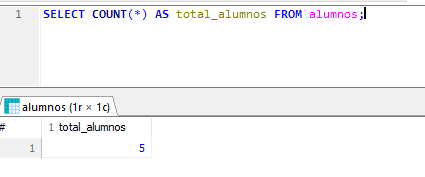 1 SELECT COUNT(*) AS total_alumnos FROM alumnos;
alumnos (1r × 1c)
# 1 total_alumnos
1 5